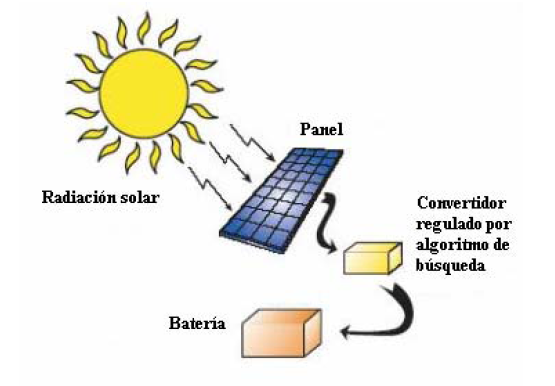 Panel
Radiación solar
Convertidor
regulado por
algoritmo de
búsqueda
Batería